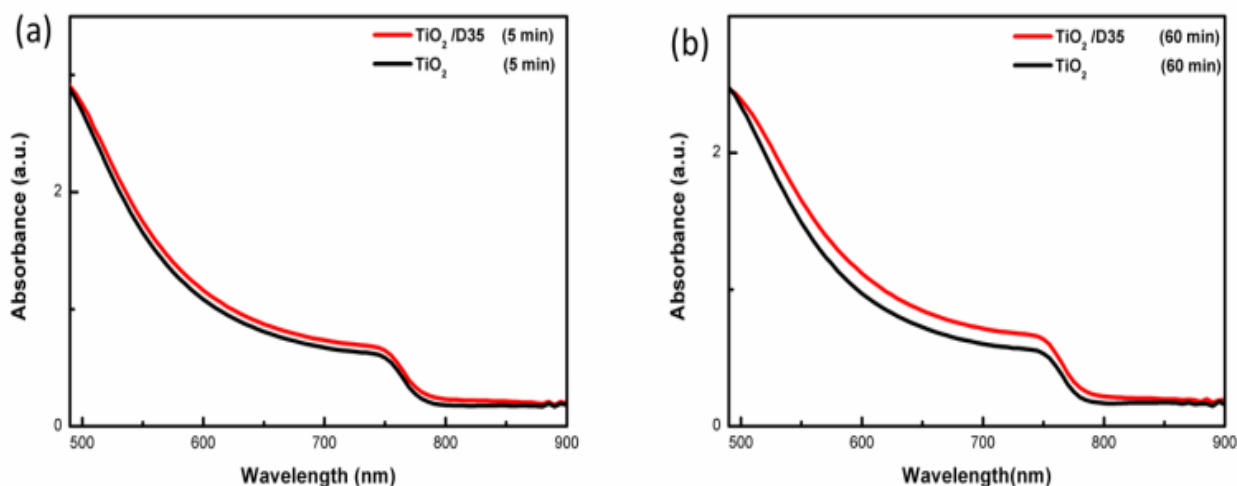 (a)
TiO2 /D35 (5 min)
TiO2 (5 min)
Absorbance (a.u.)
2
0
500 600 700 800 900
Wavelength (nm)
(b)
TiO2 /D35 (60 min)
TiO2 (60 min)
Absorbance (a.u.)
2
0
500 600 700 800 900
Wavelength(nm)